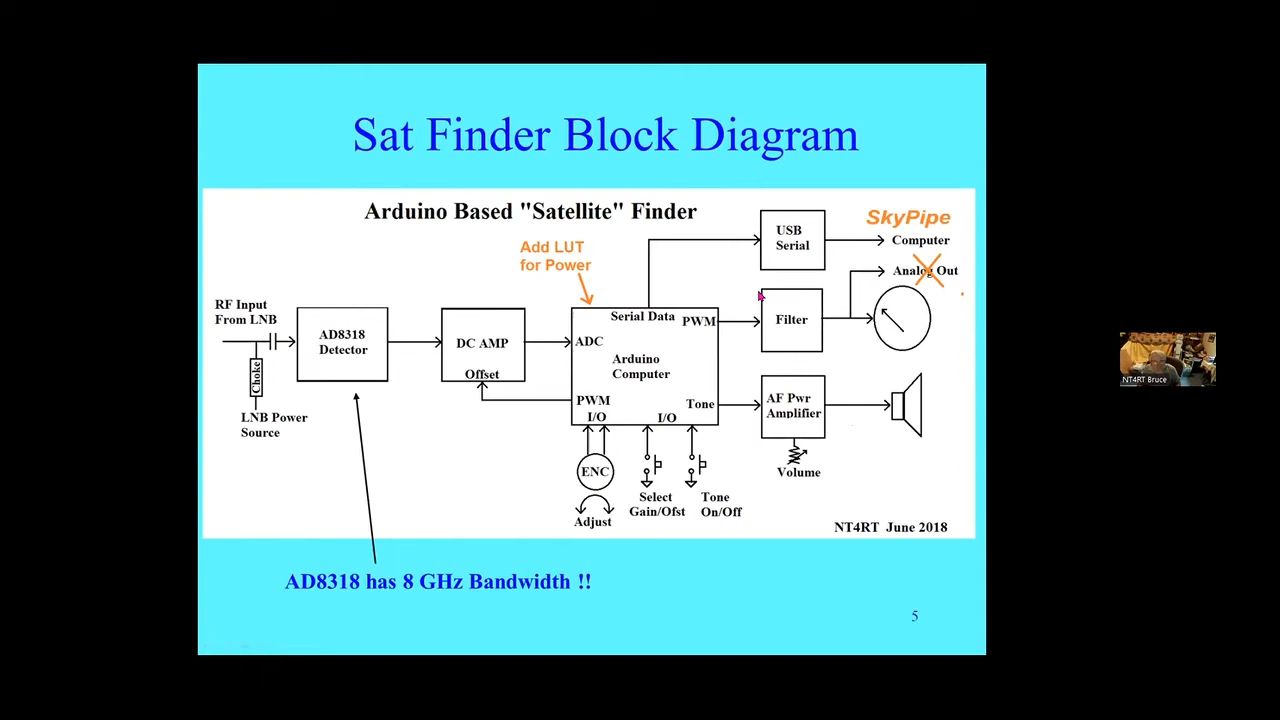 Sat Finder Block Diagram
Arduino Based "Satellite" Finder
SkyPipe
USB
Serial
Computer
Add LUT
for Power
Analog Out
RF Input
From LNB
AD8318
Detector
DC AMP
Offset
Serial Data
PWM
ADC
Arduino
Computer
Filter
Choke
PWM
I/O
I/O
Tone
AF Pwr
Amplifier
LNB Power
Source
ENC
Volume
Adjust
Select
Gain/Ofst
Tone
On/Off
NT4RT June 2018
AD8318 has 8 GHz Bandwidth !!
5
NT4RT Bruce